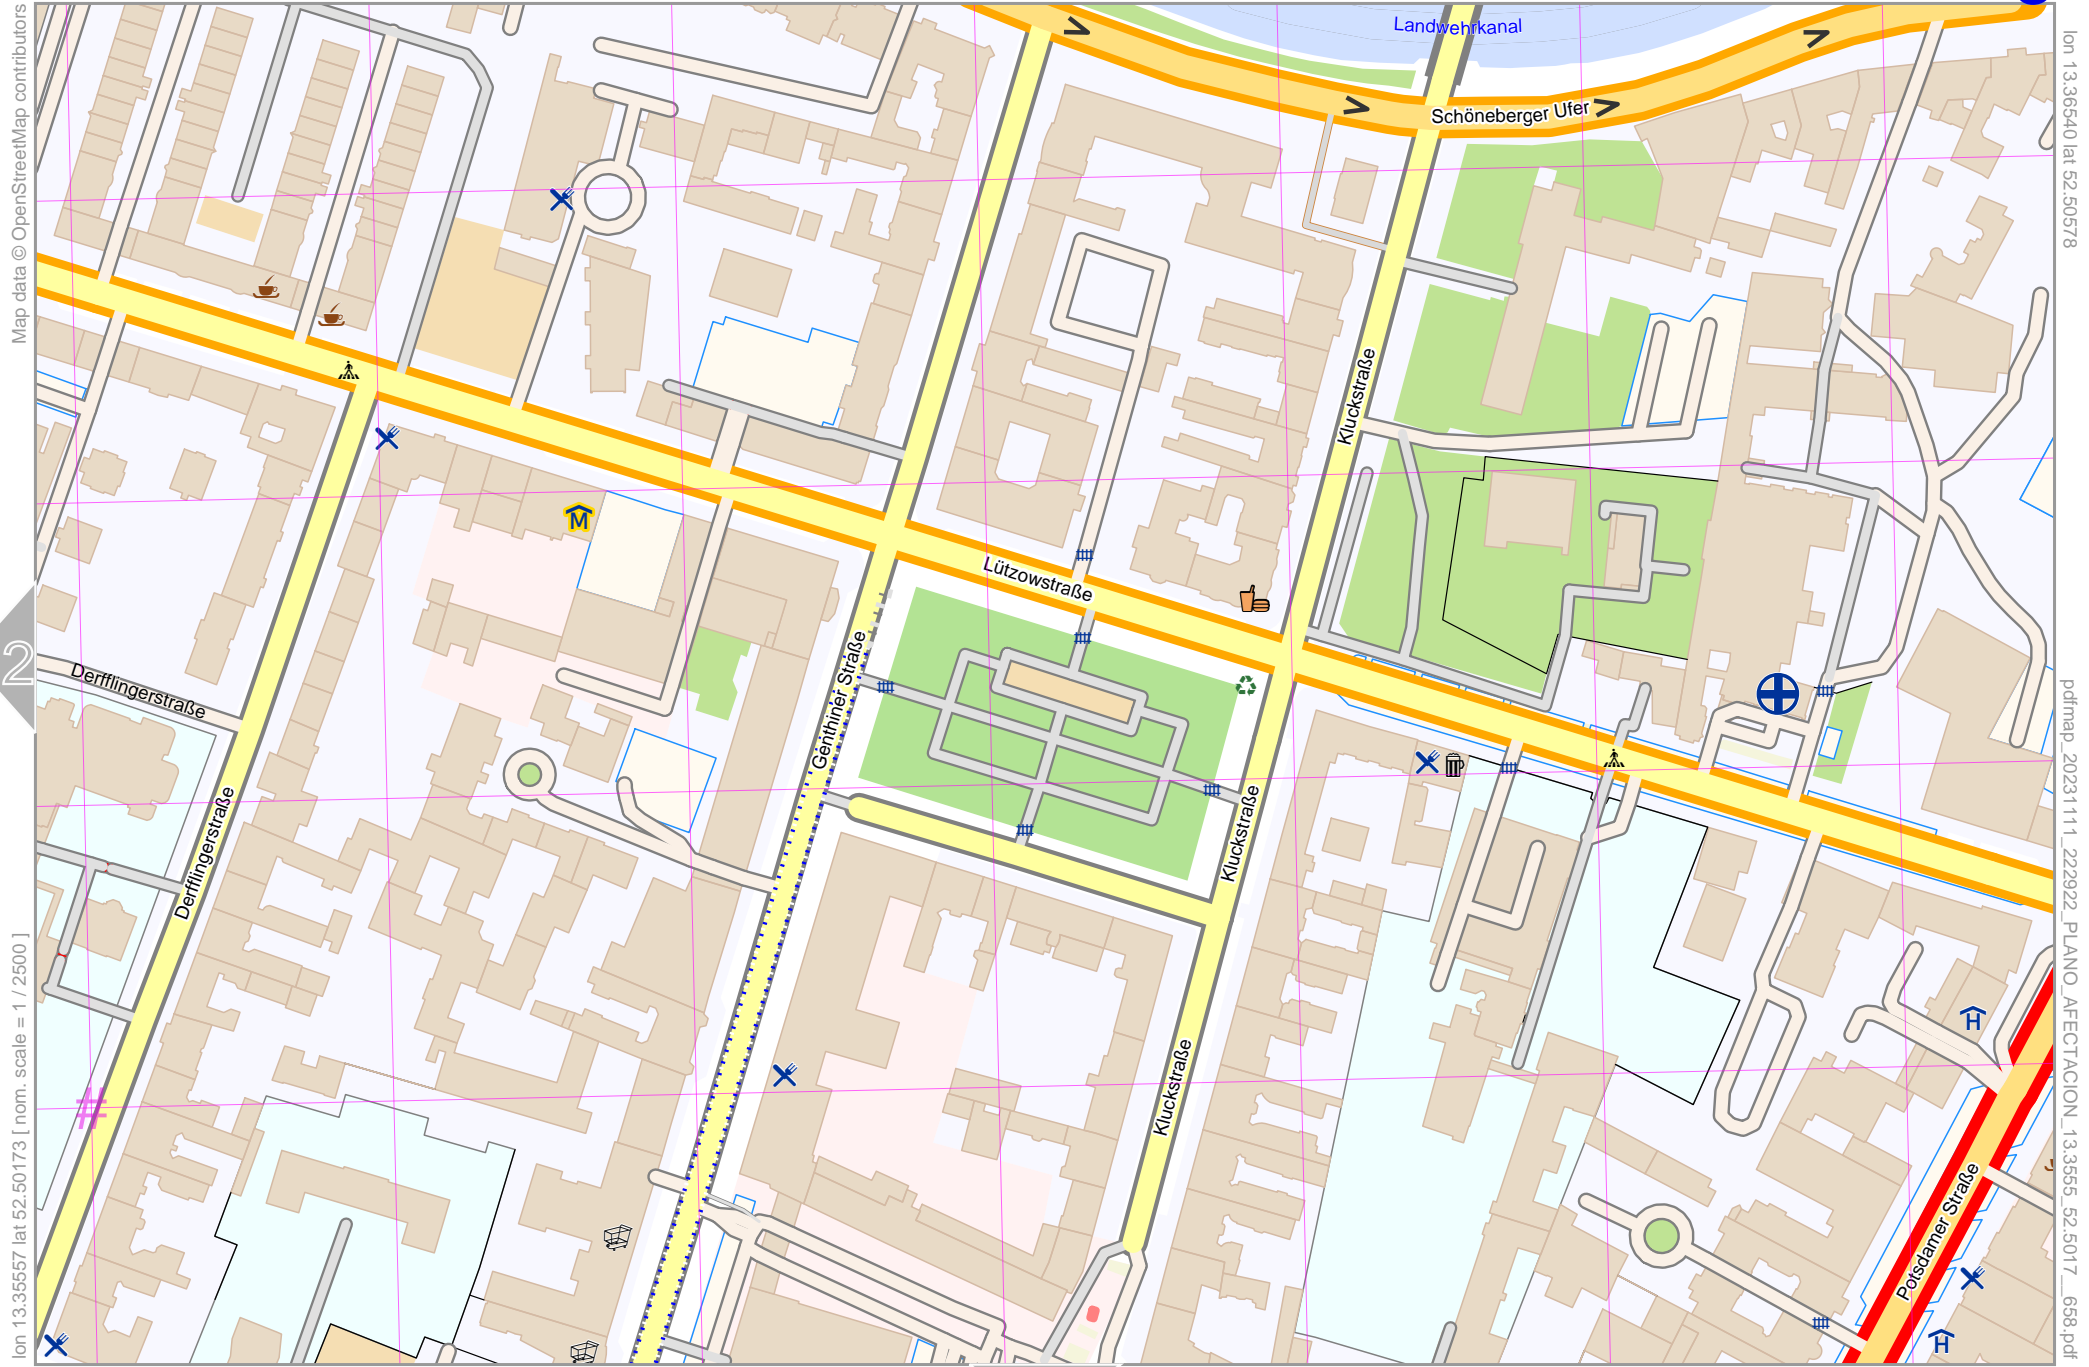 Map data © OpenStreetMap contributors
lon 13.36540 lat 52.50578
Landwehrkanal
Schöneberger Ufer
Kluckstraße
Lützowstraße
M
2
Derfflingerstraße
Genthiner Straße
Kluckstraße
Derfflingerstraße
H
#
Kluckstraße
Potsdamer Straße
H
lon 13.35557 lat 52.50173 [ nom. scale = 1 / 2500 ]
pdfmap_20231111_222922_PLANO_AFECTACION_13.3555_52.5017__658.pdf